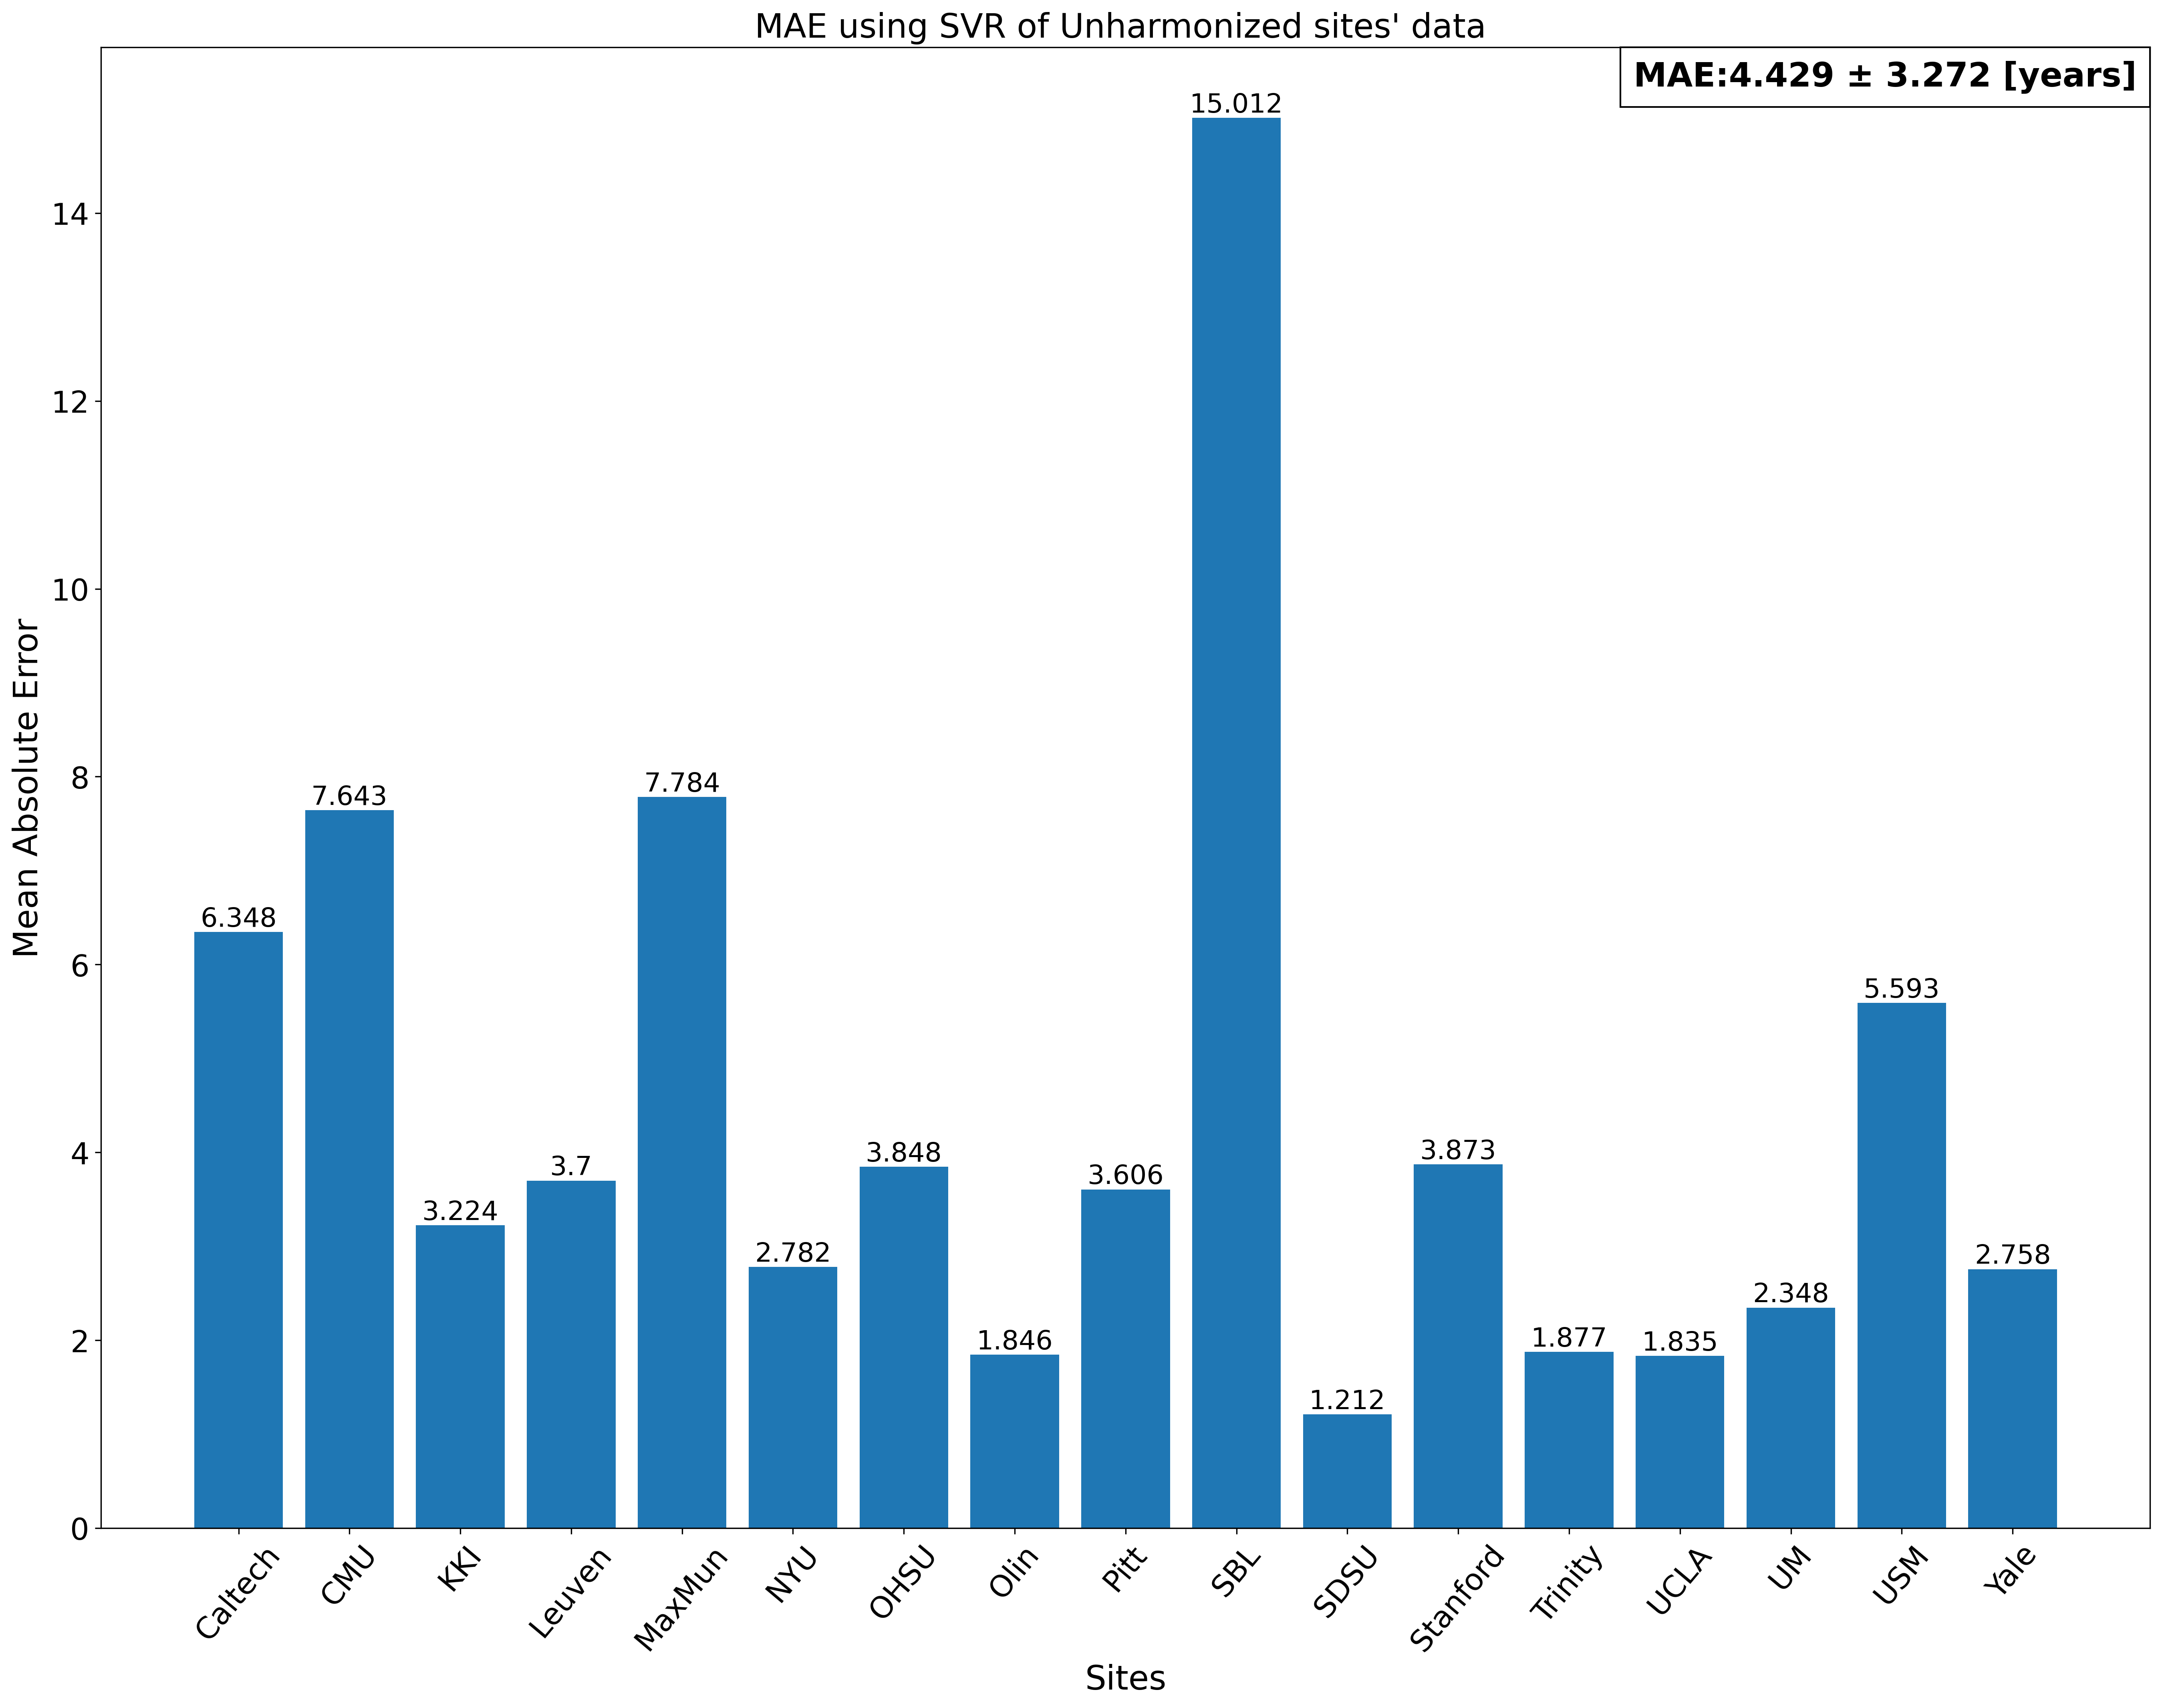 MAE using SVR of Unharmonized sites' data
MAE:4.429 ± 3.272 [years]
Mean Absolute Error
14
12
10
8
6
4
2
0
6.348
7.643
3.224
3.7
7.784
2.782
3.848
1.846
3.606
15.012
1.212
3.873
1.877
1.835
2.348
5.593
2.758
Caltech
CMU
KKI
Leuven
MaxMun
NYU
OHSU
Olin
Pitt
SBL
SDSU
Stanford
Trinity
UCLA
UM
USM
Yale
Sites